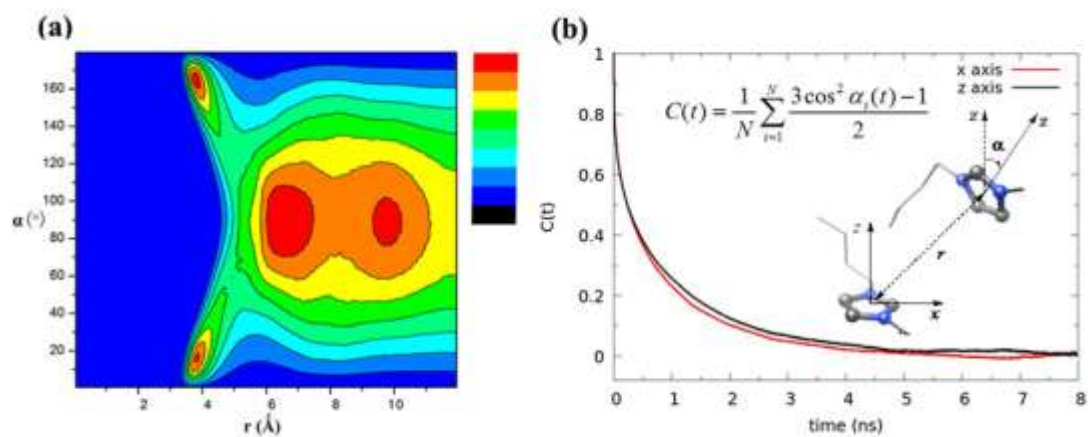 (a)
160
140
120
100
80
60
40
20
α (°)
2
4
6
8
10
r (Å)
(b)
1
0.8
0.6
0.4
0.2
0
C(t)
0
1
2
3
4
5
6
7
8
time (ns)
x axis
z axis
C(t) = 1/N ∑_{i=1}^{N} (3cos² α_i(t) − 1)/2
z
z
α
r
z
x